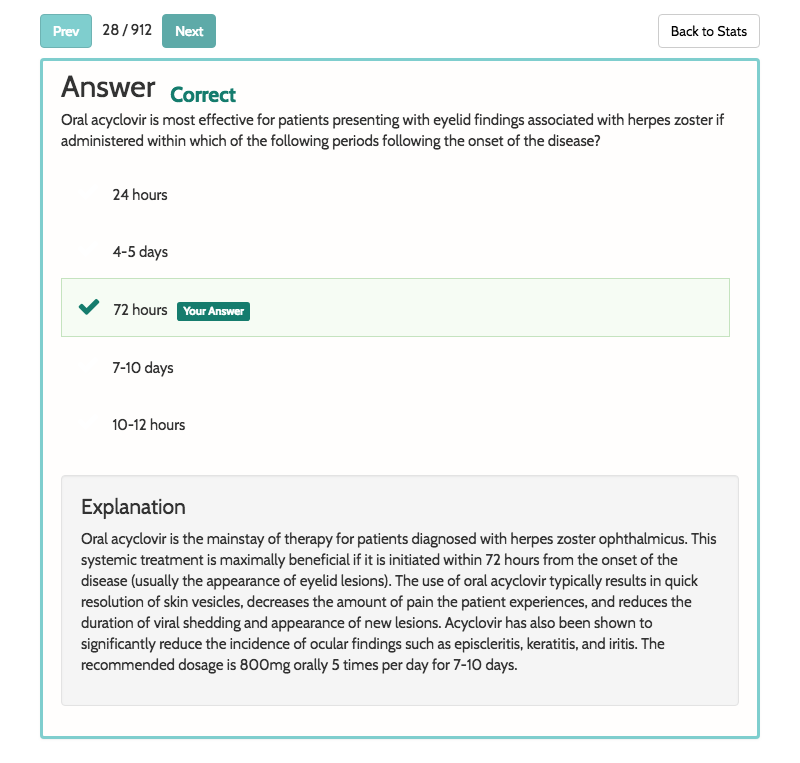 Prev 28 / 912 Next Back to Stats
Answer Correct
Oral acyclovir is most effective for patients presenting with eyelid findings associated with herpes zoster if
administered within which of the following periods following the onset of the disease?
24 hours
4-5 days
72 hours Your Answer
7-10 days
10-12 hours
Explanation
Oral acyclovir is the mainstay of therapy for patients diagnosed with herpes zoster ophthalmicus. This
systemic treatment is maximally beneficial if it is initiated within 72 hours from the onset of the
disease (usually the appearance of eyelid lesions). The use of oral acyclovir typically results in quick
resolution of skin vesicles, decreases the amount of pain the patient experiences, and reduces the
duration of viral shedding and appearance of new lesions. Acyclovir has also been shown to
significantly reduce the incidence of ocular findings such as episcleritis, keratitis, and iritis. The
recommended dosage is 800mg orally 5 times per day for 7-10 days.